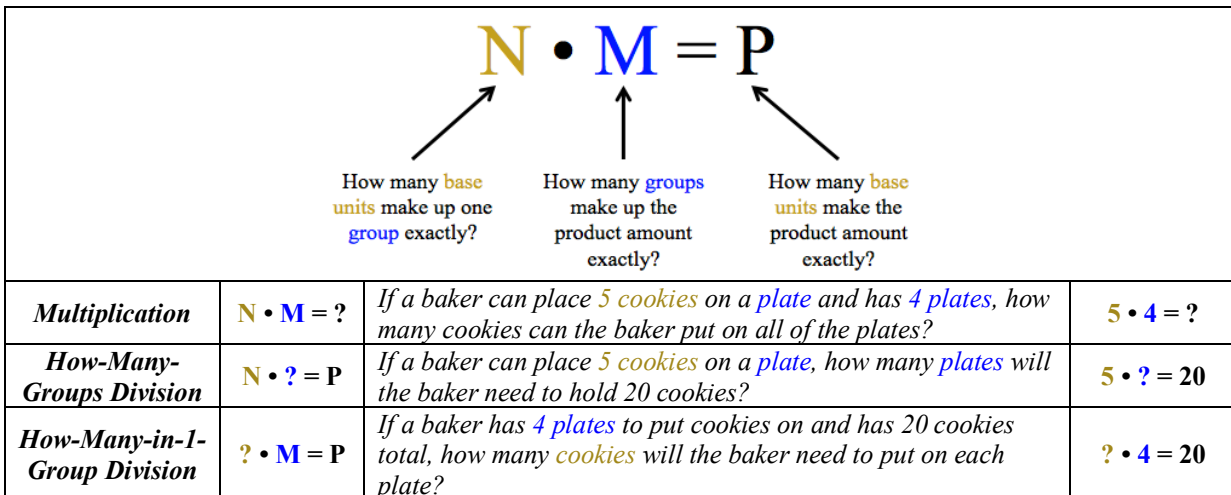 N • M = P
How many base units make up one group exactly?
How many groups make up the product amount exactly?
How many base units make the product amount exactly?
Multiplication
N • M = ?
If a baker can place 5 cookies on a plate and has 4 plates, how
many cookies can the baker put on all of the plates?
5 • 4 = ?
How-Many-
Groups Division
N • ? = P
If a baker can place 5 cookies on a plate, how many plates will
the baker need to hold 20 cookies?
5 • ? = 20
How-Many-in-1-
Group Division
? • M = P
If a baker has 4 plates to put cookies on and has 20 cookies
total, how many cookies will the baker need to put on each
plate?
? • 4 = 20